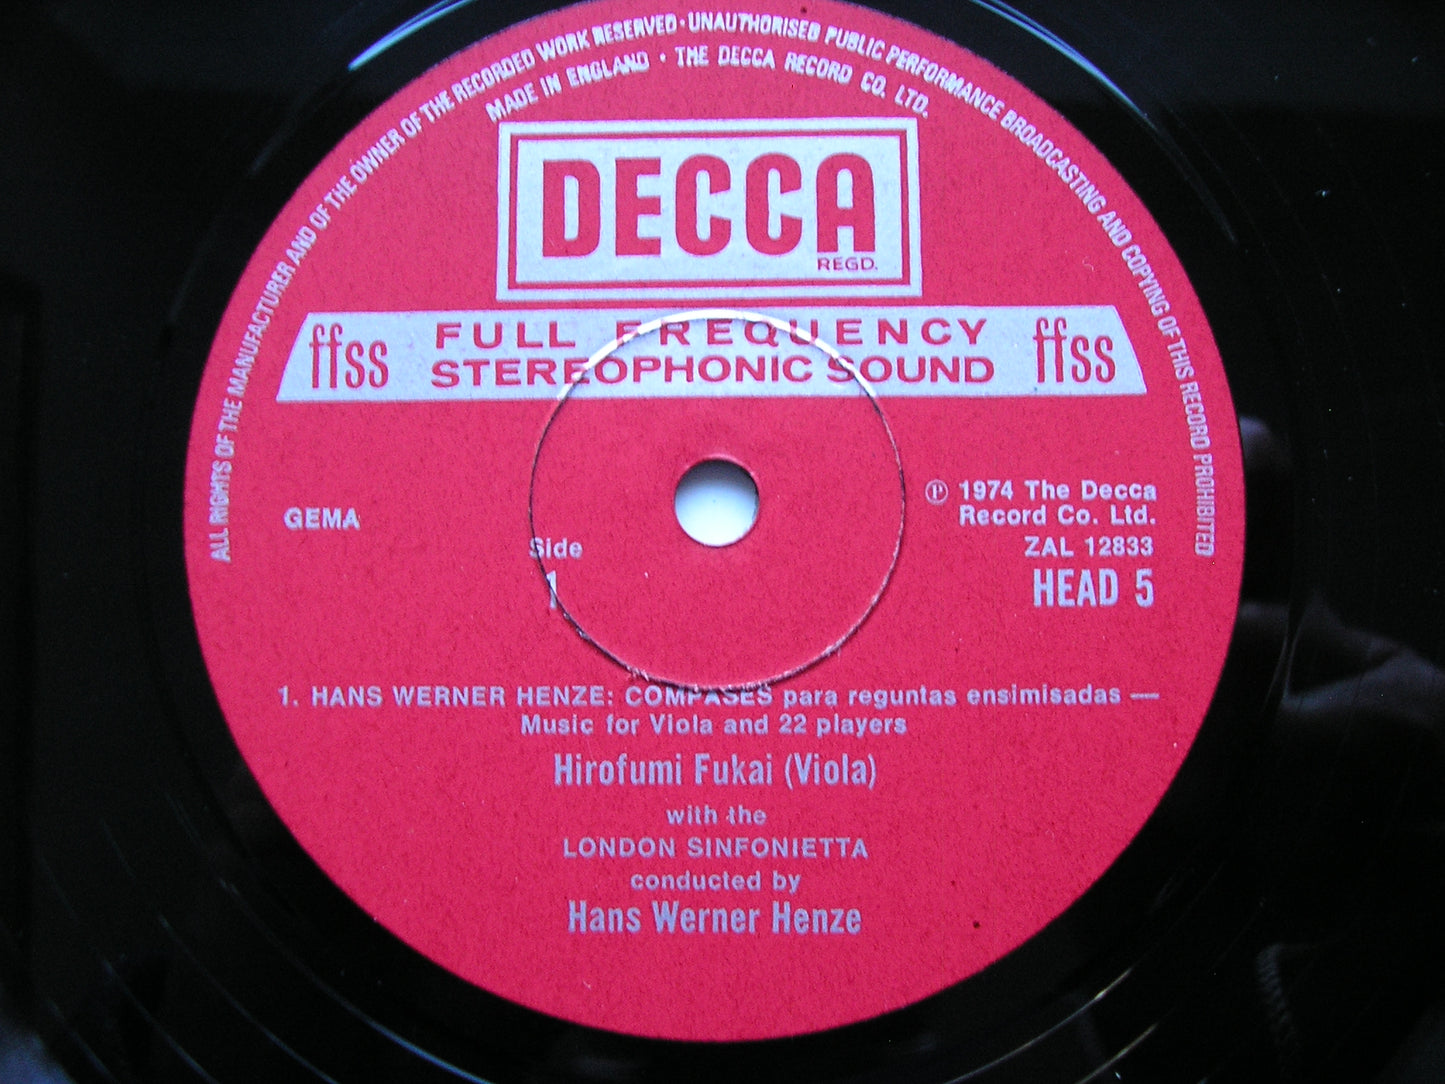 ALL RIGHTS OF THE MANUFACTURER AND OF THE OWNER OF THE RECORDED WORK RESERVED · UNAUTHORISED PUBLIC PERFORMANCE BROADCASTING AND COPYING OF THIS RECORD PROHIBITED
MADE IN ENGLAND · THE DECCA RECORD CO. LTD.
DECCA
REGD.
ffss FULL FREQUENCY ffss
STEREOPHONIC SOUND
℗ 1974 The Decca
Record Co. Ltd.
GEMA
ZAL 12833
Side
1
HEAD 5
1. HANS WERNER HENZE: COMPASES para reguntas ensimisadas —
Music for Viola and 22 players
Hirofumi Fukai (Viola)
with the
LONDON SINFONIETTA
conducted by
Hans Werner Henze